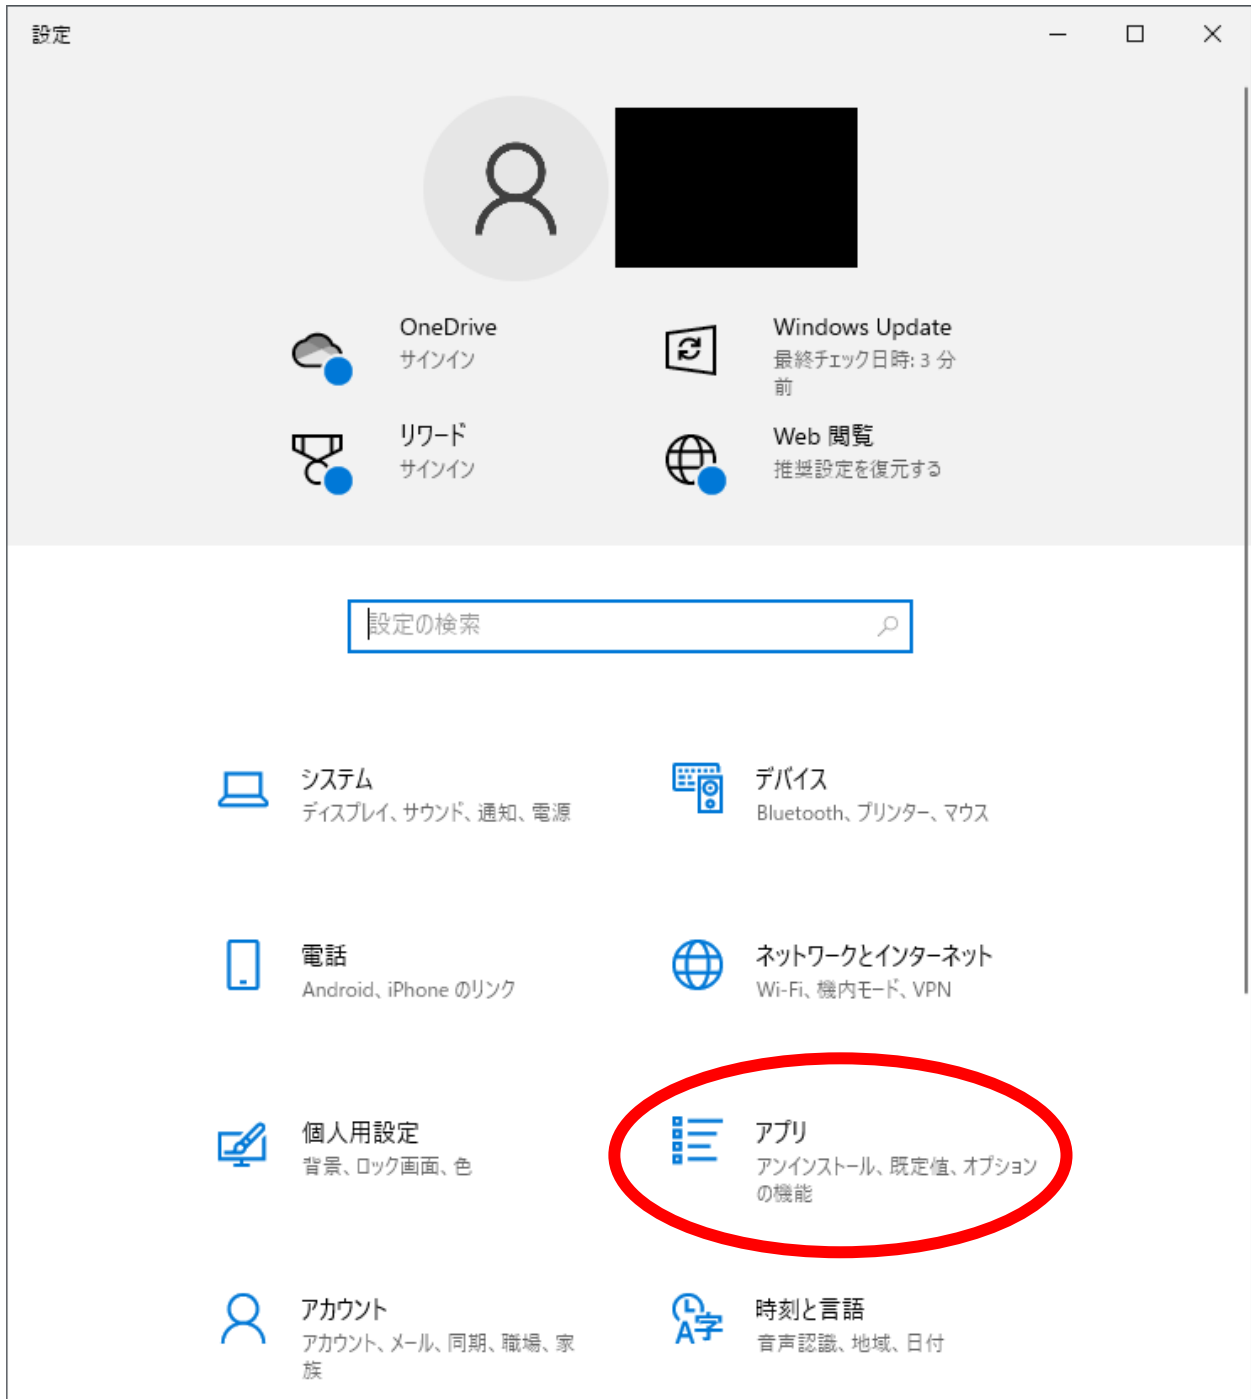 設定
OneDrive
サインイン
Windows Update
最終チェック日時: 3 分
前
リワード
サインイン
Web 閲覧
推奨設定を復元する
設定の検索
システム
ディスプレイ、サウンド、通知、電源
デバイス
Bluetooth、プリンター、マウス
電話
Android、iPhone のリンク
ネットワークとインターネット
Wi-Fi、機内モード、VPN
個人用設定
背景、ロック画面、色
アプリ
アンインストール、既定値、オプション
の機能
アカウント
アカウント、メール、同期、職場、家
族
時刻と言語
音声認識、地域、日付